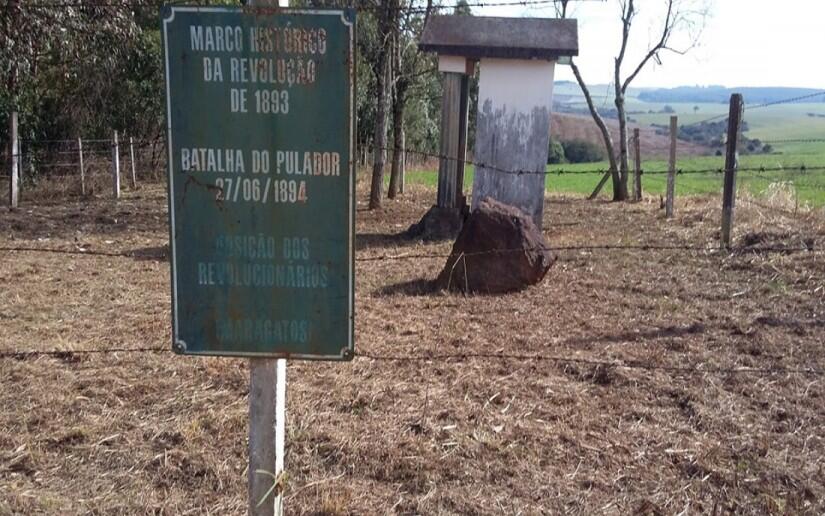 MARCO HISTÓRICO
DA REVOLUÇÃO
DE 1893
BATALHA DO PULADOR
27/06/1894
POSIÇÃO DOS
REVOLUCIONÁRIOS
MARAGATOS